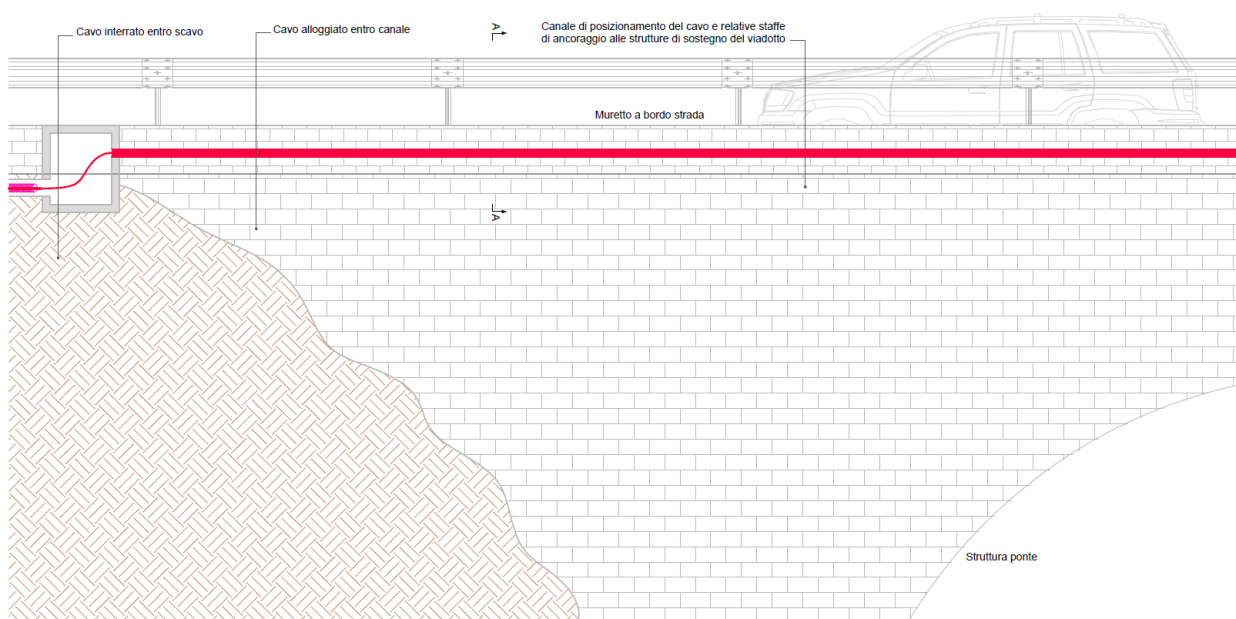 Cavo interrato entro scavo
Cavo alloggiato entro canale
A
Canale di posizionamento del cavo e relative staffe
di ancoraggio alle strutture di sostegno del viadotto
Muretto a bordo strada
A
Struttura ponte